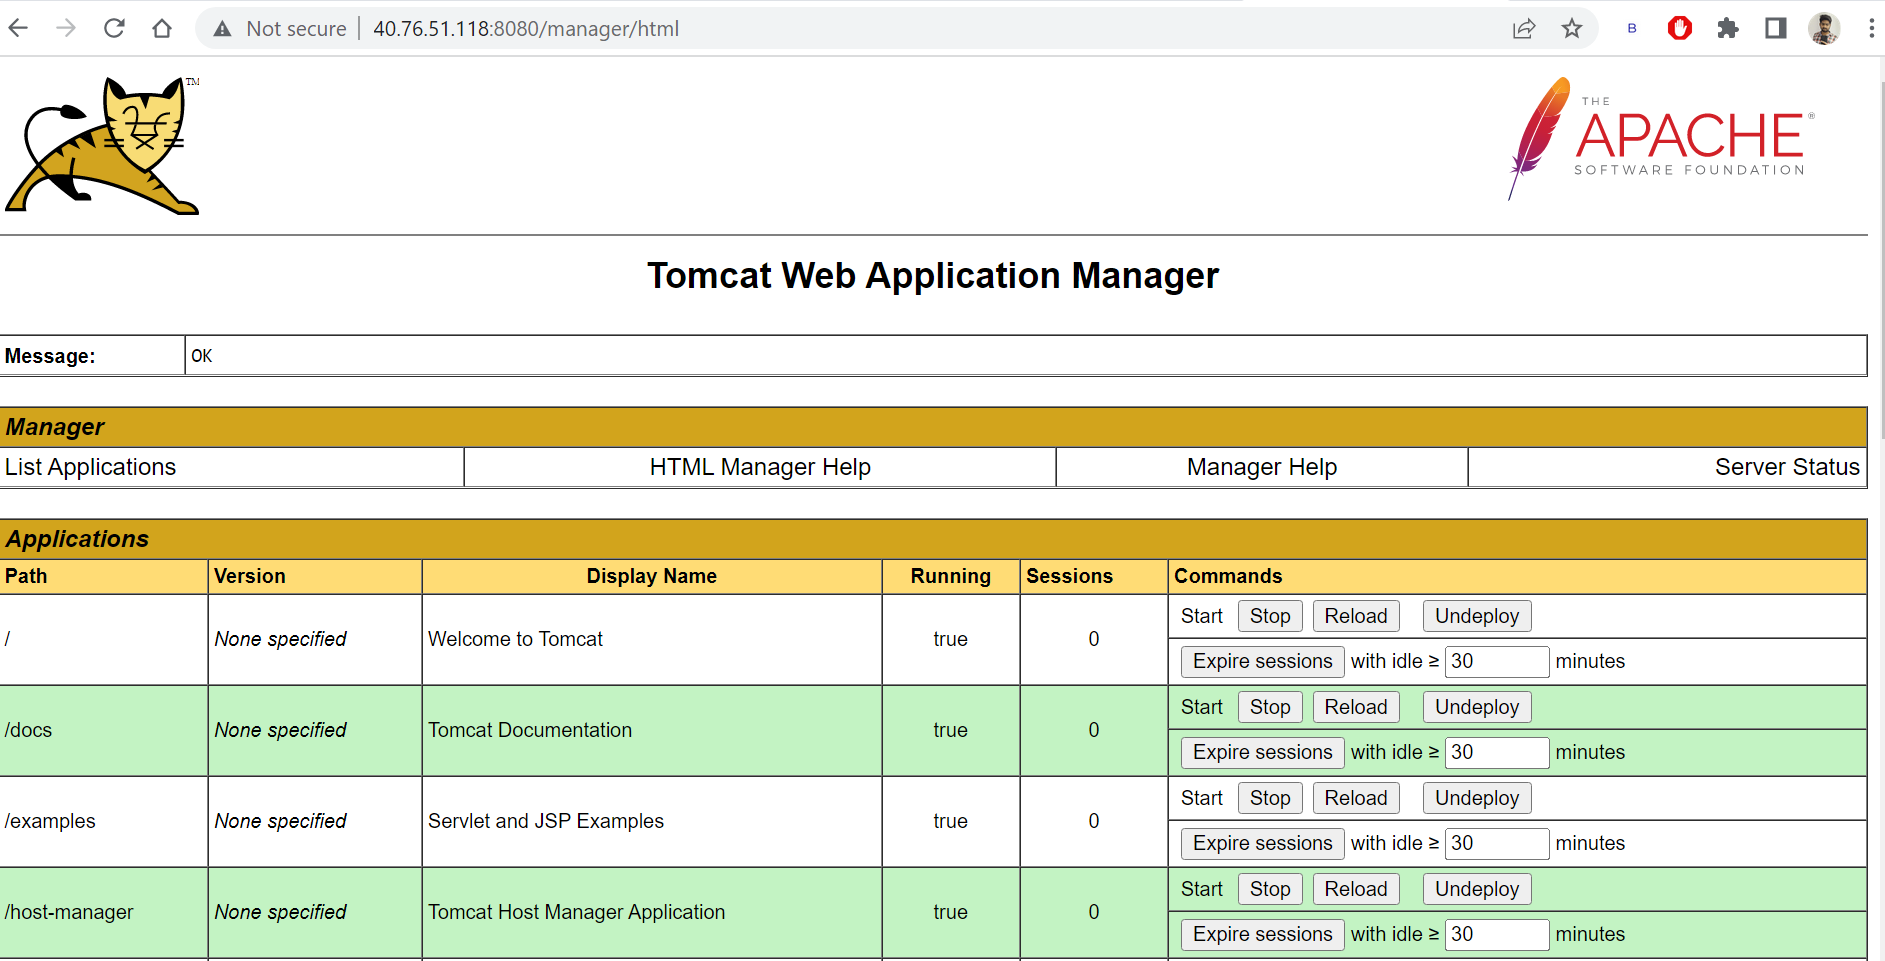 Not secure 40.76.51.118:8080/manager/html
B
TM
THE
APACHE®
SOFTWARE FOUNDATION
Tomcat Web Application Manager
Message: OK
Manager
List Applications HTML Manager Help Manager Help Server Status
Applications
Path Version Display Name Running Sessions Commands
/ None specified Welcome to Tomcat true 0 Start Stop Reload Undeploy
Expire sessions with idle ≥ 30 minutes
/docs None specified Tomcat Documentation true 0 Start Stop Reload Undeploy
Expire sessions with idle ≥ 30 minutes
/examples None specified Servlet and JSP Examples true 0 Start Stop Reload Undeploy
Expire sessions with idle ≥ 30 minutes
/host-manager None specified Tomcat Host Manager Application true 0 Start Stop Reload Undeploy
Expire sessions with idle ≥ 30 minutes